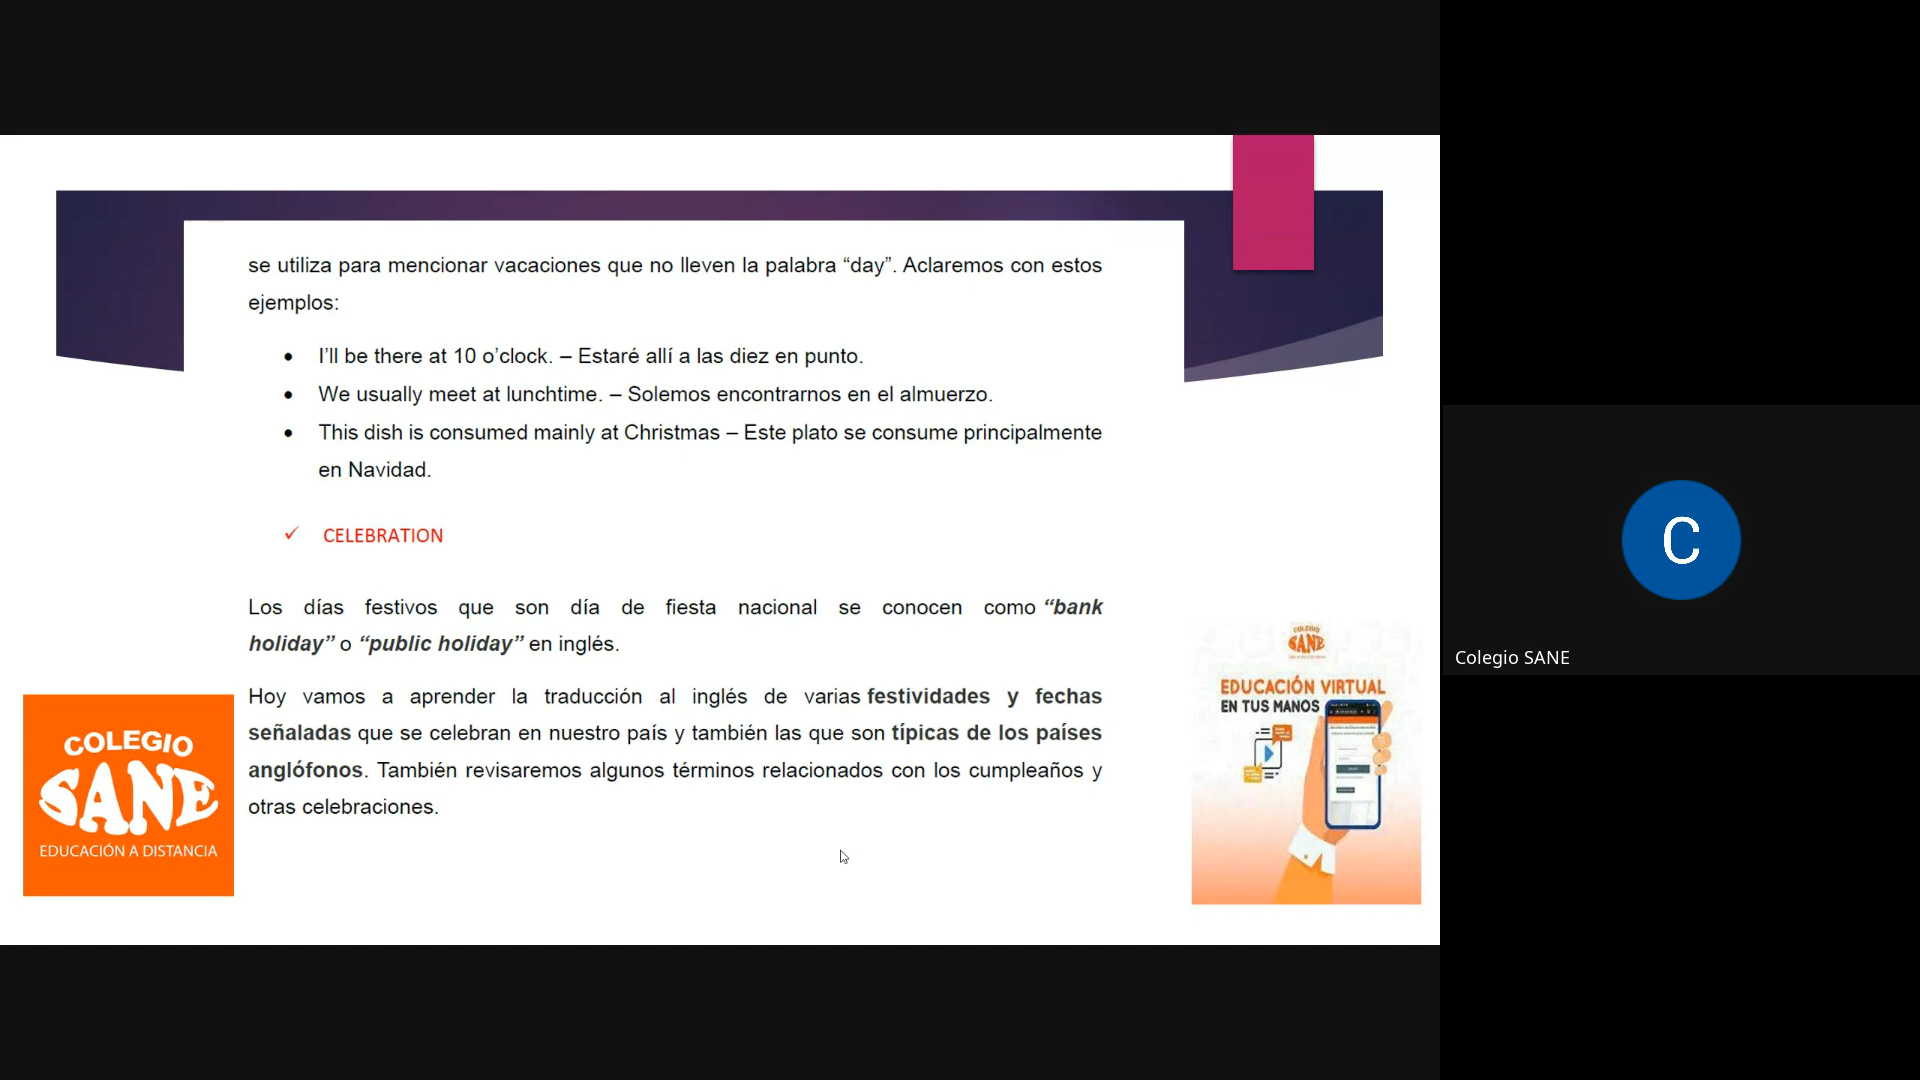 se utiliza para mencionar vacaciones que no lleven la palabra “day”. Aclaremos con estos
ejemplos:
• I’ll be there at 10 o’clock. – Estaré allí a las diez en punto.
• We usually meet at lunchtime. – Solemos encontrarnos en el almuerzo.
• This dish is consumed mainly at Christmas – Este plato se consume principalmente
en Navidad.
✓ CELEBRATION
Los días festivos que son día de fiesta nacional se conocen como “bank
holiday” o “public holiday” en inglés.
Hoy vamos a aprender la traducción al inglés de varias festividades y fechas
señaladas que se celebran en nuestro país y también las que son típicas de los países
anglófonos. También revisaremos algunos términos relacionados con los cumpleaños y
otras celebraciones.
COLEGIO
SANE
EDUCACIÓN A DISTANCIA
COLEGIO
SANE
EDUCACIÓN VIRTUAL
EN TUS MANOS
C
Colegio SANE